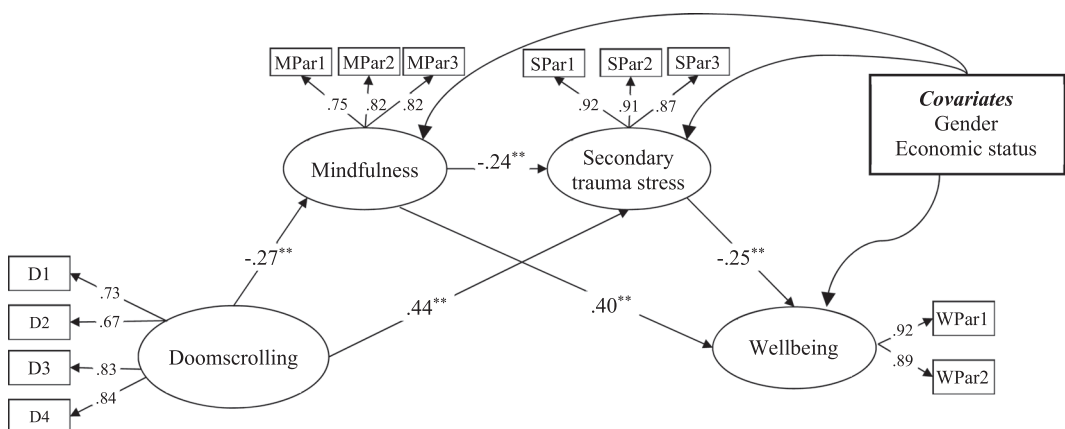 MPar1 MPar2 MPar3
.75 .82 .82
SPar1 SPar2 SPar3
.92 .91 .87
Covariates
Gender
Economic status
Mindfulness
-.24**
Secondary
trauma stress
-.27**
.44**
.40**
-.25**
D1
.73
D2
.67
D3
.83
D4
.84
Doomscrolling
Wellbeing
WPar1
.92
WPar2
.89